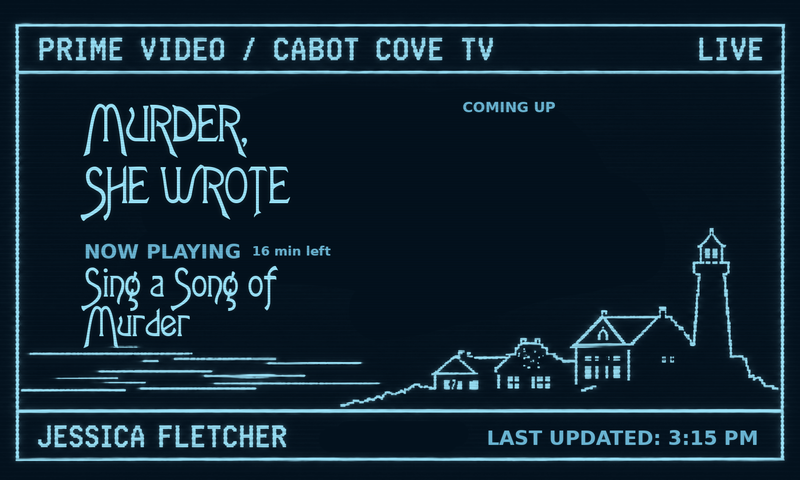 PRIME VIDEO / CABOT COVE TV
LIVE
MURDER,
SHE WROTE
COMING UP
NOW PLAYING 16 min left
Sing a Song of
Murder
JESSICA FLETCHER
LAST UPDATED: 3:15 PM